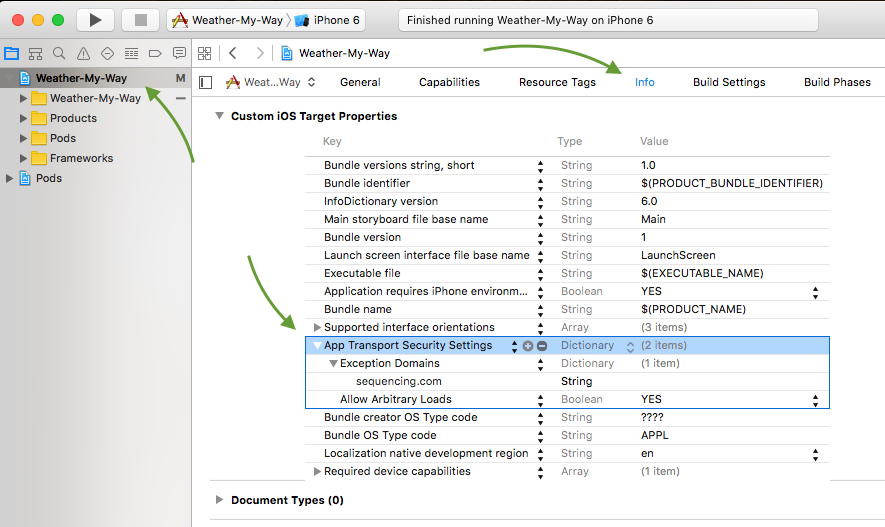 Weather-My-Way iPhone 6
Finished running Weather-My-Way on iPhone 6
Weather-My-Way
Weather-My-Way M
Weather-My-Way
Products
Pods
Frameworks
Pods
Weat...Way General Capabilities Resource Tags Info Build Settings Build Phases
Custom iOS Target Properties
Key Type Value
Bundle versions string, short String 1.0
Bundle identifier String $(PRODUCT_BUNDLE_IDENTIFIER)
InfoDictionary version String 6.0
Main storyboard file base name String Main
Bundle version String 1
Launch screen interface file base name String LaunchScreen
Executable file String $(EXECUTABLE_NAME)
Application requires iPhone environm... Boolean YES
Bundle name String $(PRODUCT_NAME)
Supported interface orientations Array (3 items)
App Transport Security Settings Dictionary (2 items)
Exception Domains Dictionary (1 item)
sequencing.com String
Allow Arbitrary Loads Boolean YES
Bundle creator OS Type code String ????
Bundle OS Type code String APPL
Localization native development region String en
Required device capabilities Array (1 item)
Document Types (0)